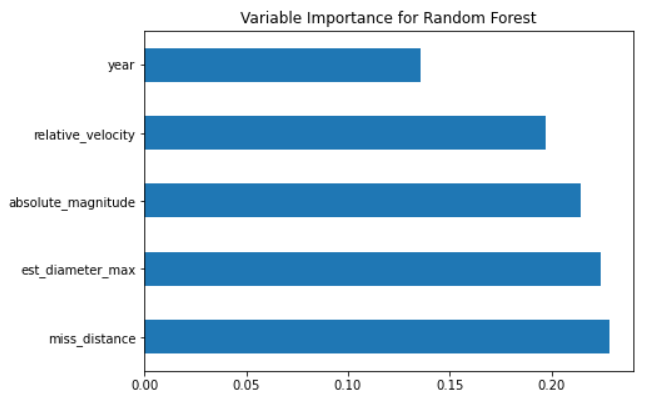 Variable Importance for Random Forest
year
relative_velocity
absolute_magnitude
est_diameter_max
miss_distance
0.00 0.05 0.10 0.15 0.20